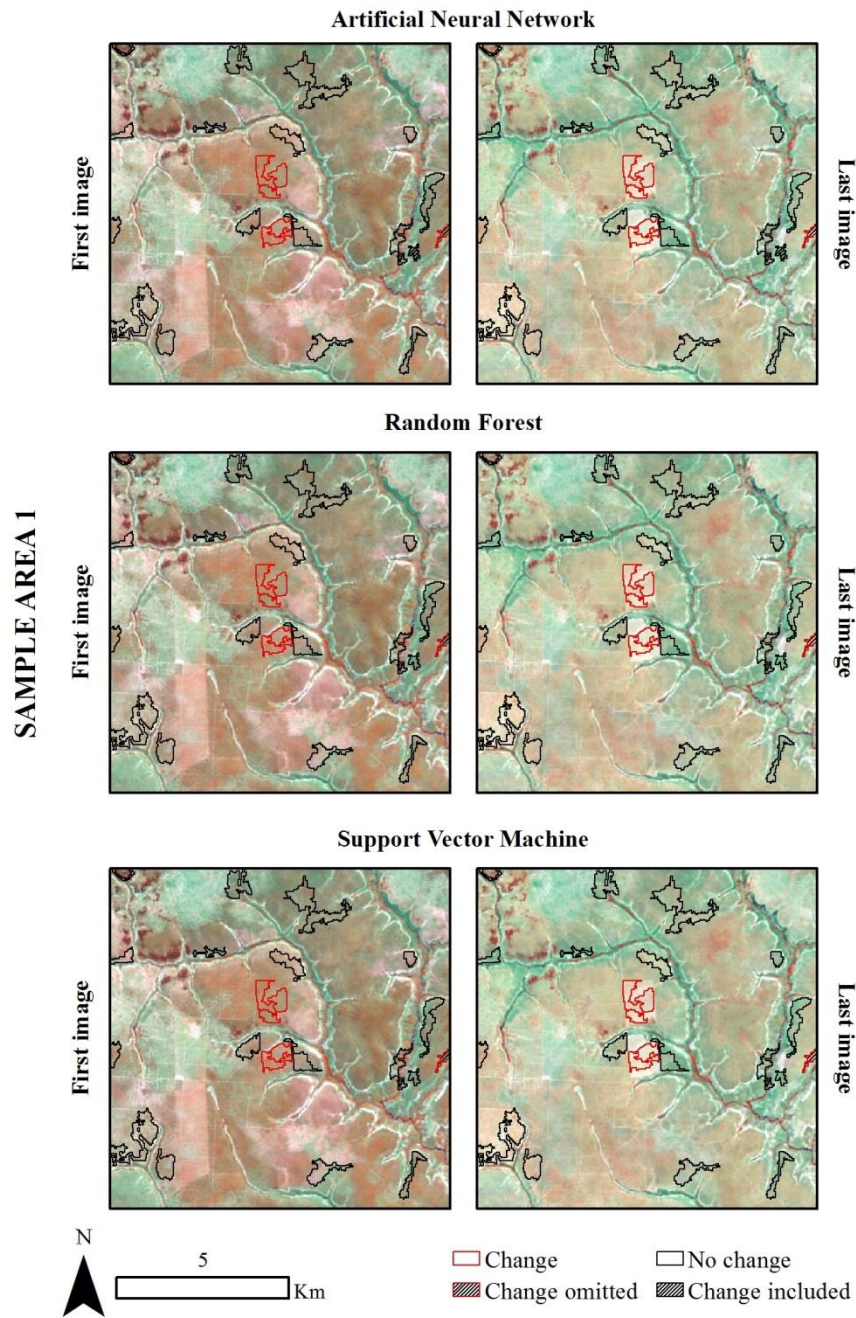 Artificial Neural Network
First image
Last image
Random Forest
SAMPLE AREA 1
First image
Last image
Support Vector Machine
First image
Last image
N
5
Km
Change
No change
Change omitted
Change included